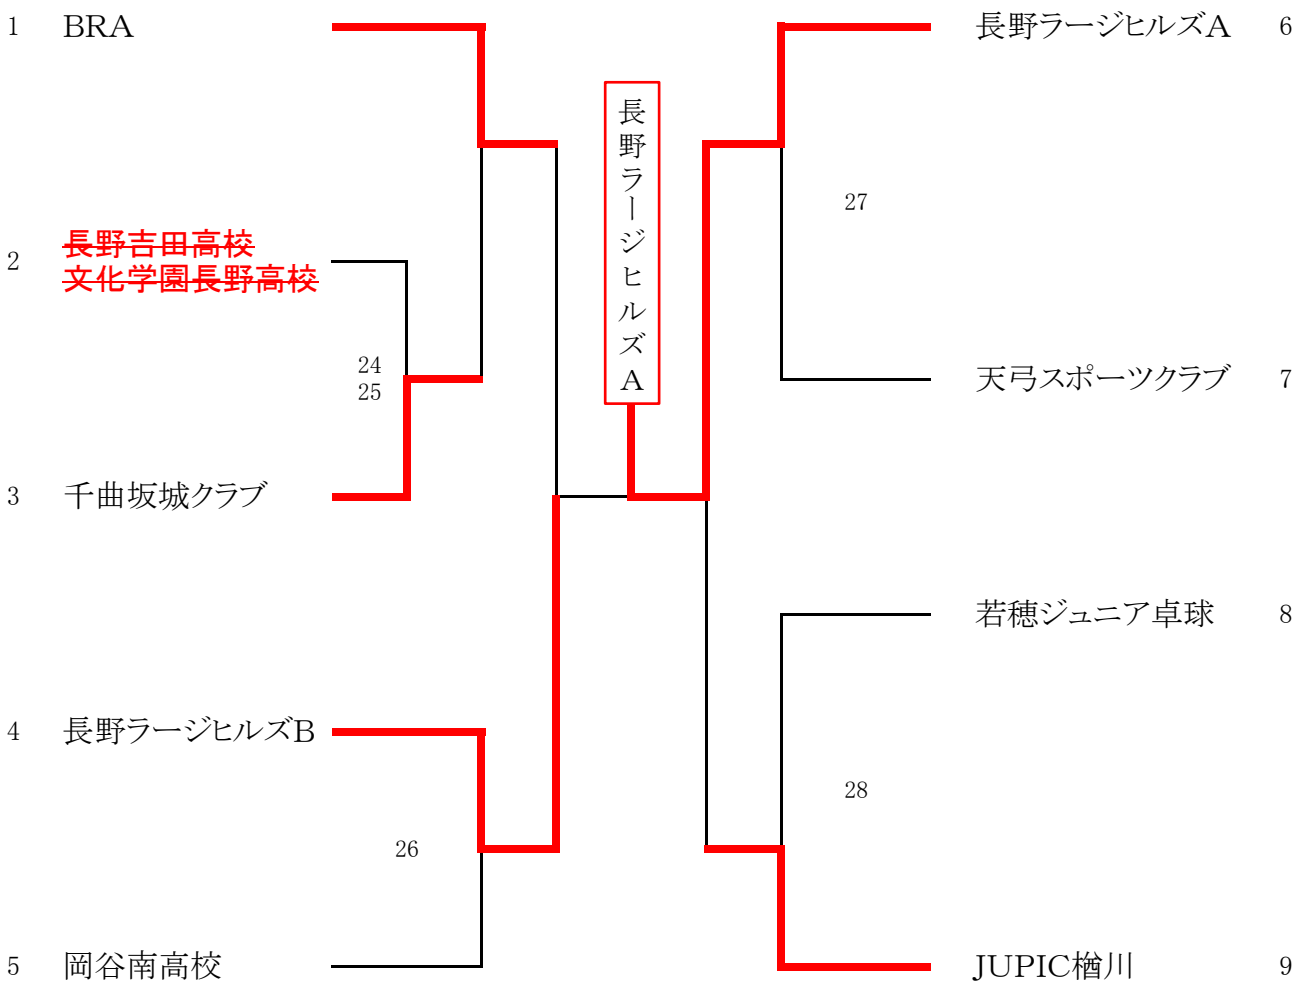 1 BRA
2 長野吉田高校
文化学園長野高校
24
25
3 千曲坂城クラブ
4 長野ラージヒルズB
26
5 岡谷南高校
長野ラージヒルズA
長野ラージヒルズA 6
27
天弓スポーツクラブ 7
若穂ジュニア卓球 8
28
JUPIC楢川 9